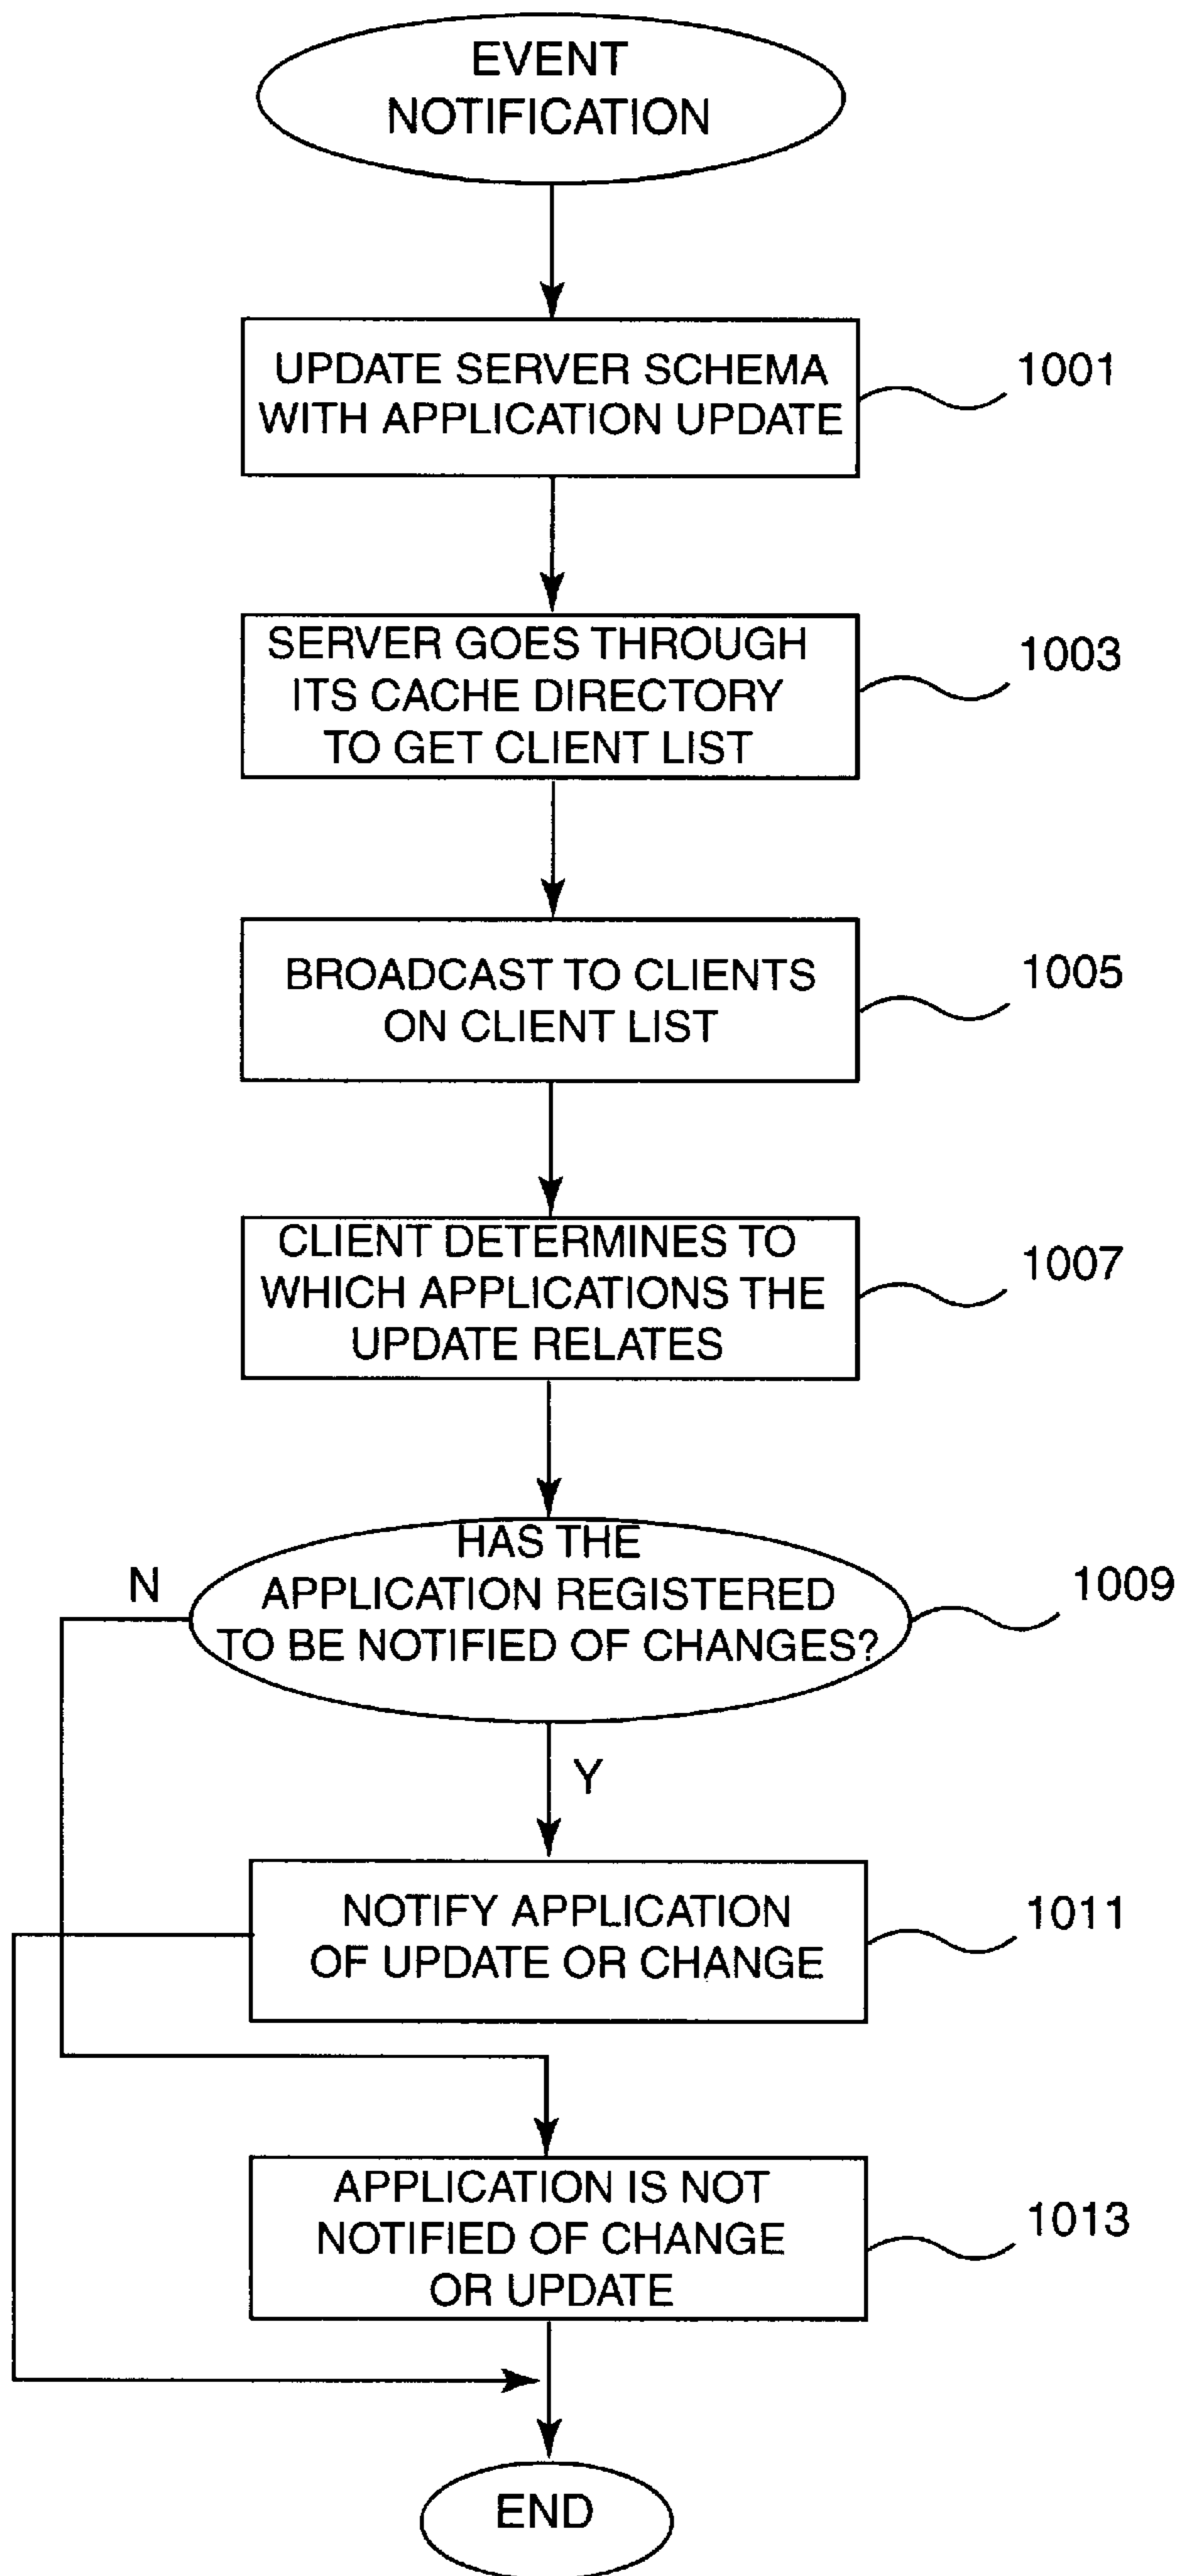 EVENT
NOTIFICATION
UPDATE SERVER SCHEMA
WITH APPLICATION UPDATE
1001
SERVER GOES THROUGH
ITS CACHE DIRECTORY
TO GET CLIENT LIST
1003
BROADCAST TO CLIENTS
ON CLIENT LIST
1005
CLIENT DETERMINES TO
WHICH APPLICATIONS THE
UPDATE RELATES
1007
HAS THE
APPLICATION REGISTERED
TO BE NOTIFIED OF CHANGES?
1009
N
Y
NOTIFY APPLICATION
OF UPDATE OR CHANGE
1011
APPLICATION IS NOT
NOTIFIED OF CHANGE
OR UPDATE
1013
END